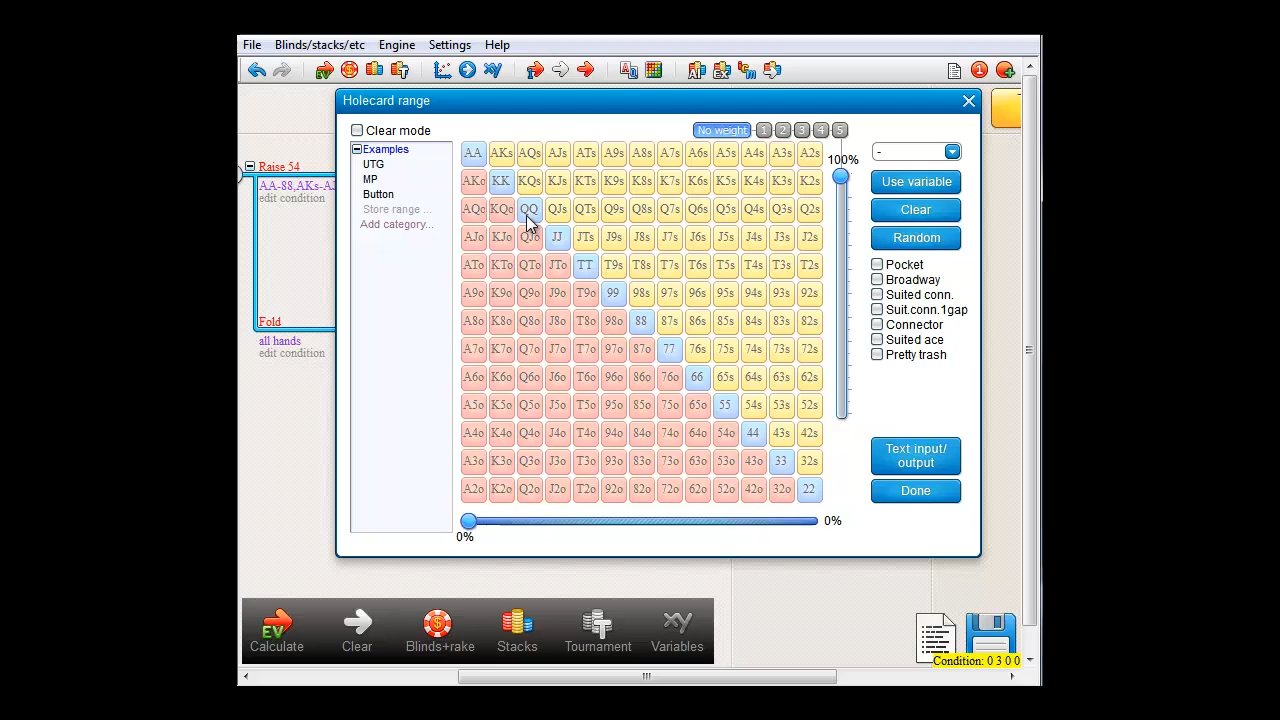 File Blinds/stacks/etc Engine Settings Help
Holecard range
Clear mode
No weight 1 2 3 4 5
100%
Examples
UTG
MP
Button
Store range ...
Add category...
AA AKs AQs AJs ATs A9s A8s A7s A6s A5s A4s A3s A2s
AKo KK KQs KJs KTs K9s K8s K7s K6s K5s K4s K3s K2s
AQo KQo QQ QJs QTs Q9s Q8s Q7s Q6s Q5s Q4s Q3s Q2s
AJo KJo QJo JJ JTs J9s J8s J7s J6s J5s J4s J3s J2s
ATo KTo QTo JTo TT T9s T8s T7s T6s T5s T4s T3s T2s
A9o K9o Q9o J9o T9o 99 98s 97s 96s 95s 94s 93s 92s
A8o K8o Q8o J8o T8o 98o 88 87s 86s 85s 84s 83s 82s
A7o K7o Q7o J7o T7o 97o 87o 77 76s 75s 74s 73s 72s
A6o K6o Q6o J6o T6o 96o 86o 76o 66 65s 64s 63s 62s
A5o K5o Q5o J5o T5o 95o 85o 75o 65o 55 54s 53s 52s
A4o K4o Q4o J4o T4o 94o 84o 74o 64o 54o 44 43s 42s
A3o K3o Q3o J3o T3o 93o 83o 73o 63o 53o 43o 33 32s
A2o K2o Q2o J2o T2o 92o 82o 72o 62o 52o 42o 32o 22
0%
0%
-
Use variable
Clear
Random
Pocket
Broadway
Suited conn.
Suit.conn.1gap
Connector
Suited ace
Pretty trash
Text input/
output
Done
Raise 54
AA-88,AKs-A
edit condition
Fold
all hands
edit condition
Calculate Clear Blinds+rake Stacks Tournament Variables
Condition: 0 3 0 0